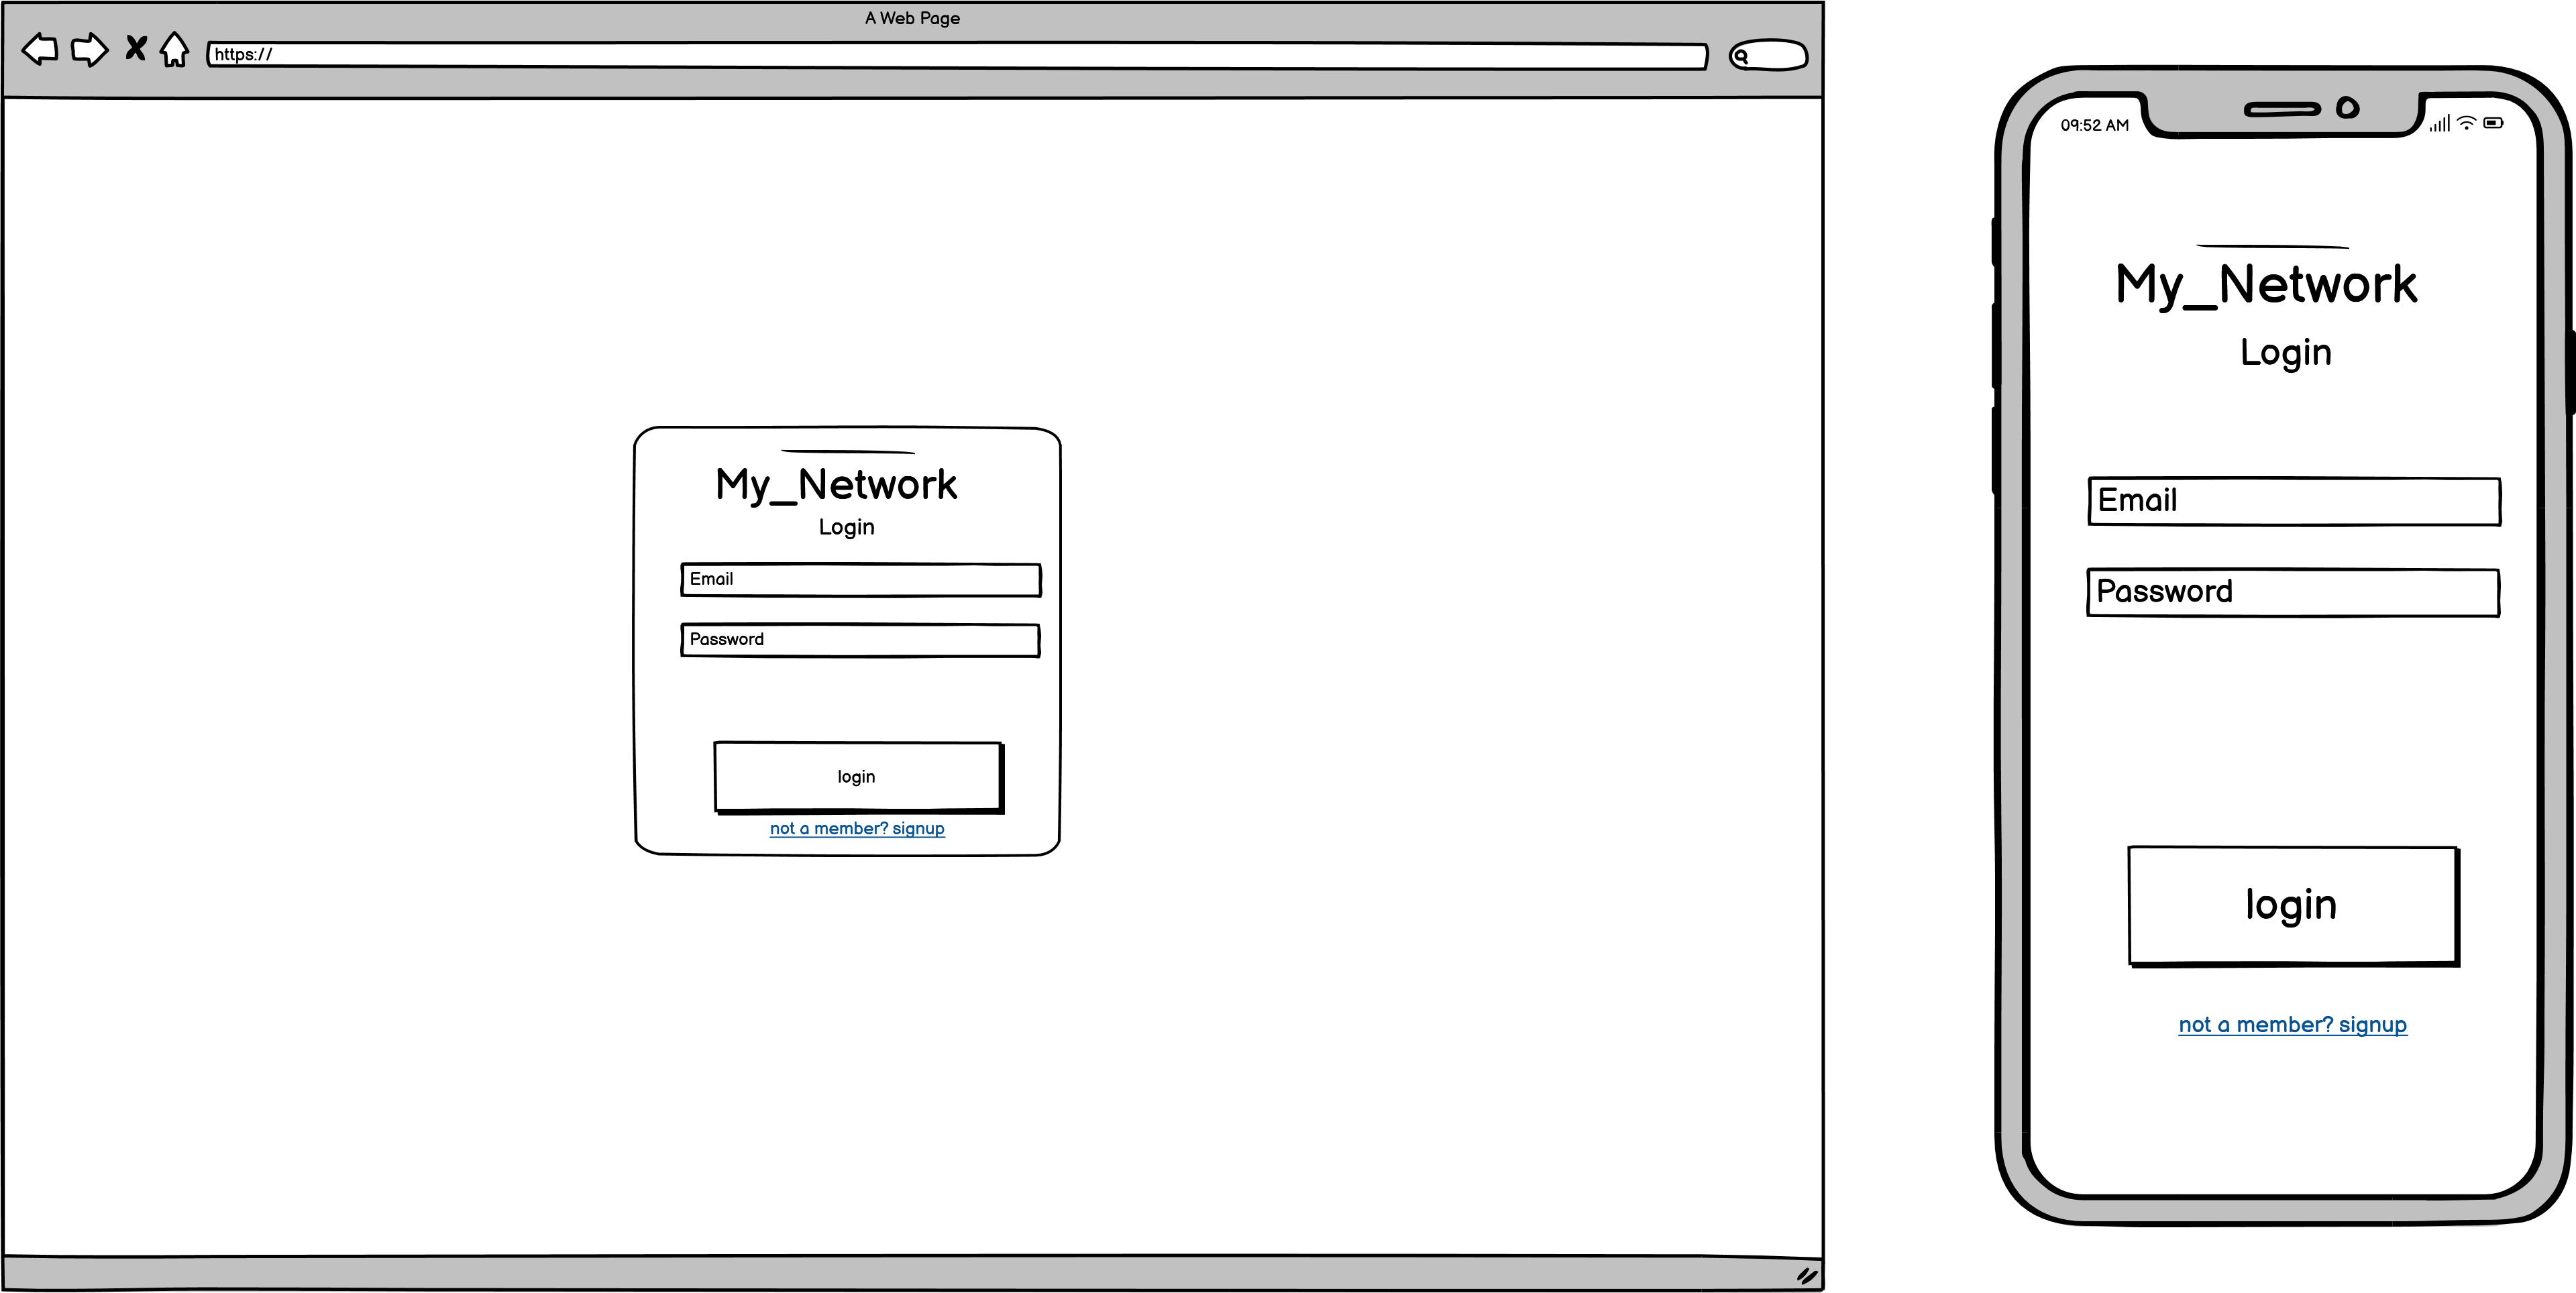 A Web Page
https://
My_Network
Login
Email
Password
login
not a member? signup
09:52 AM
My_Network
Login
Email
Password
login
not a member? signup